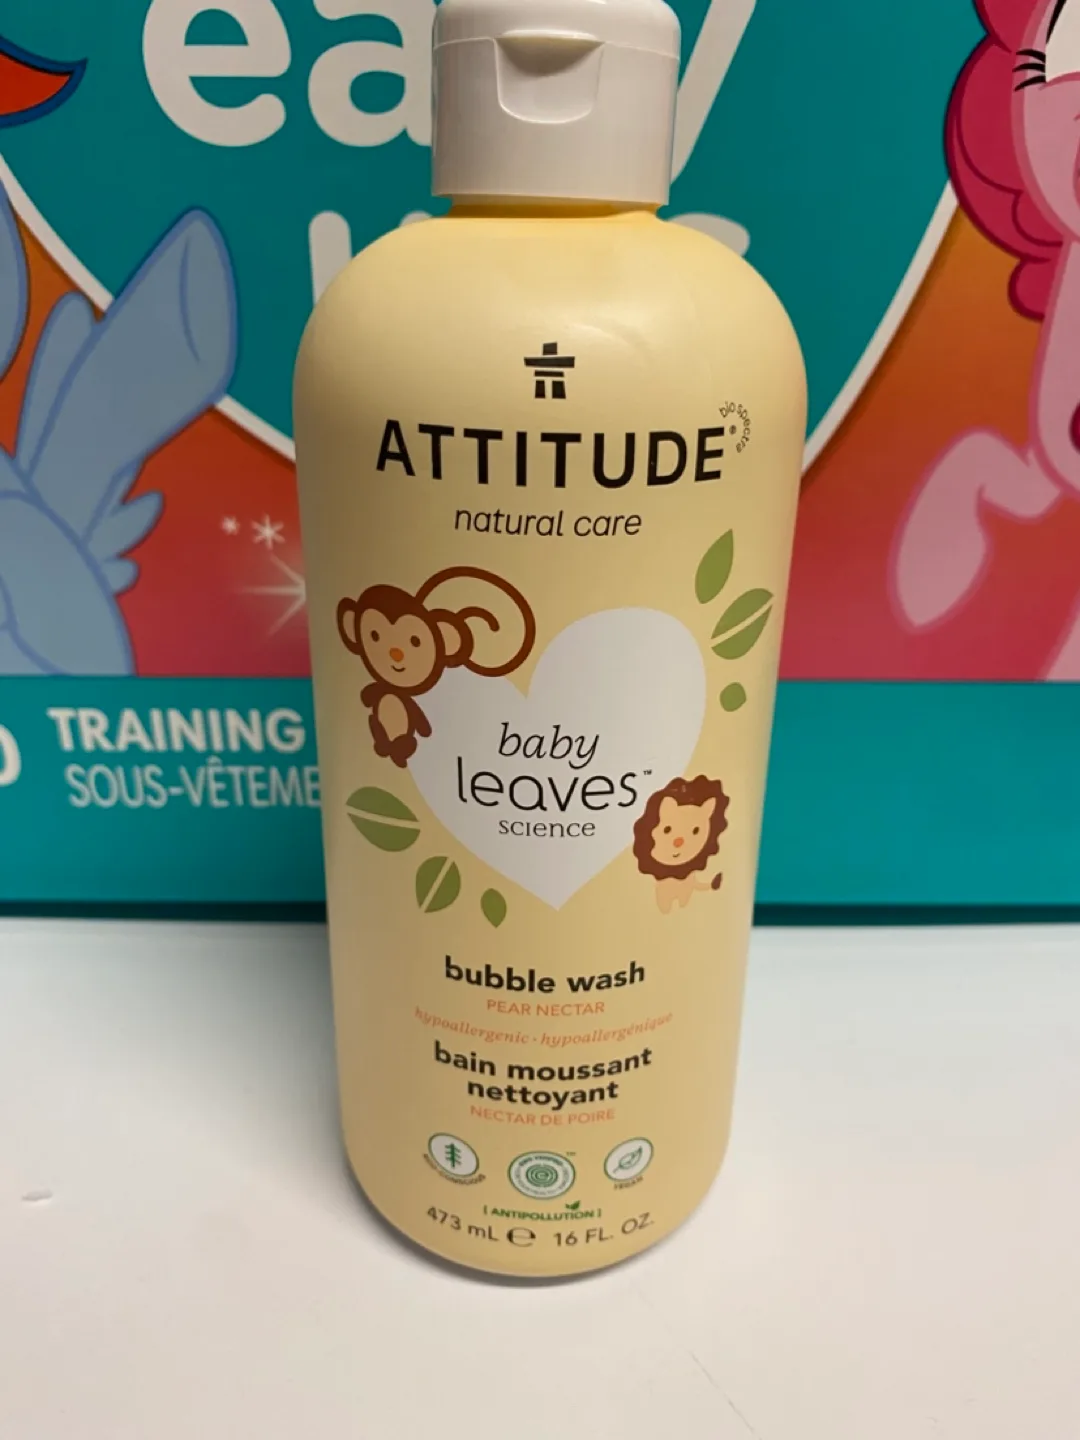 ea
ATTITUDE®
bio spectra
natural care
baby
leaves™
science
TRAINING
SOUS-VÊTEME
bubble wash
PEAR NECTAR
hypoallergenic • hypoallergénique
bain moussant
nettoyant
NECTAR DE POIRE
VEGAN
[ ANTIPOLLUTION ]
473 mL ℮ 16 FL. OZ.